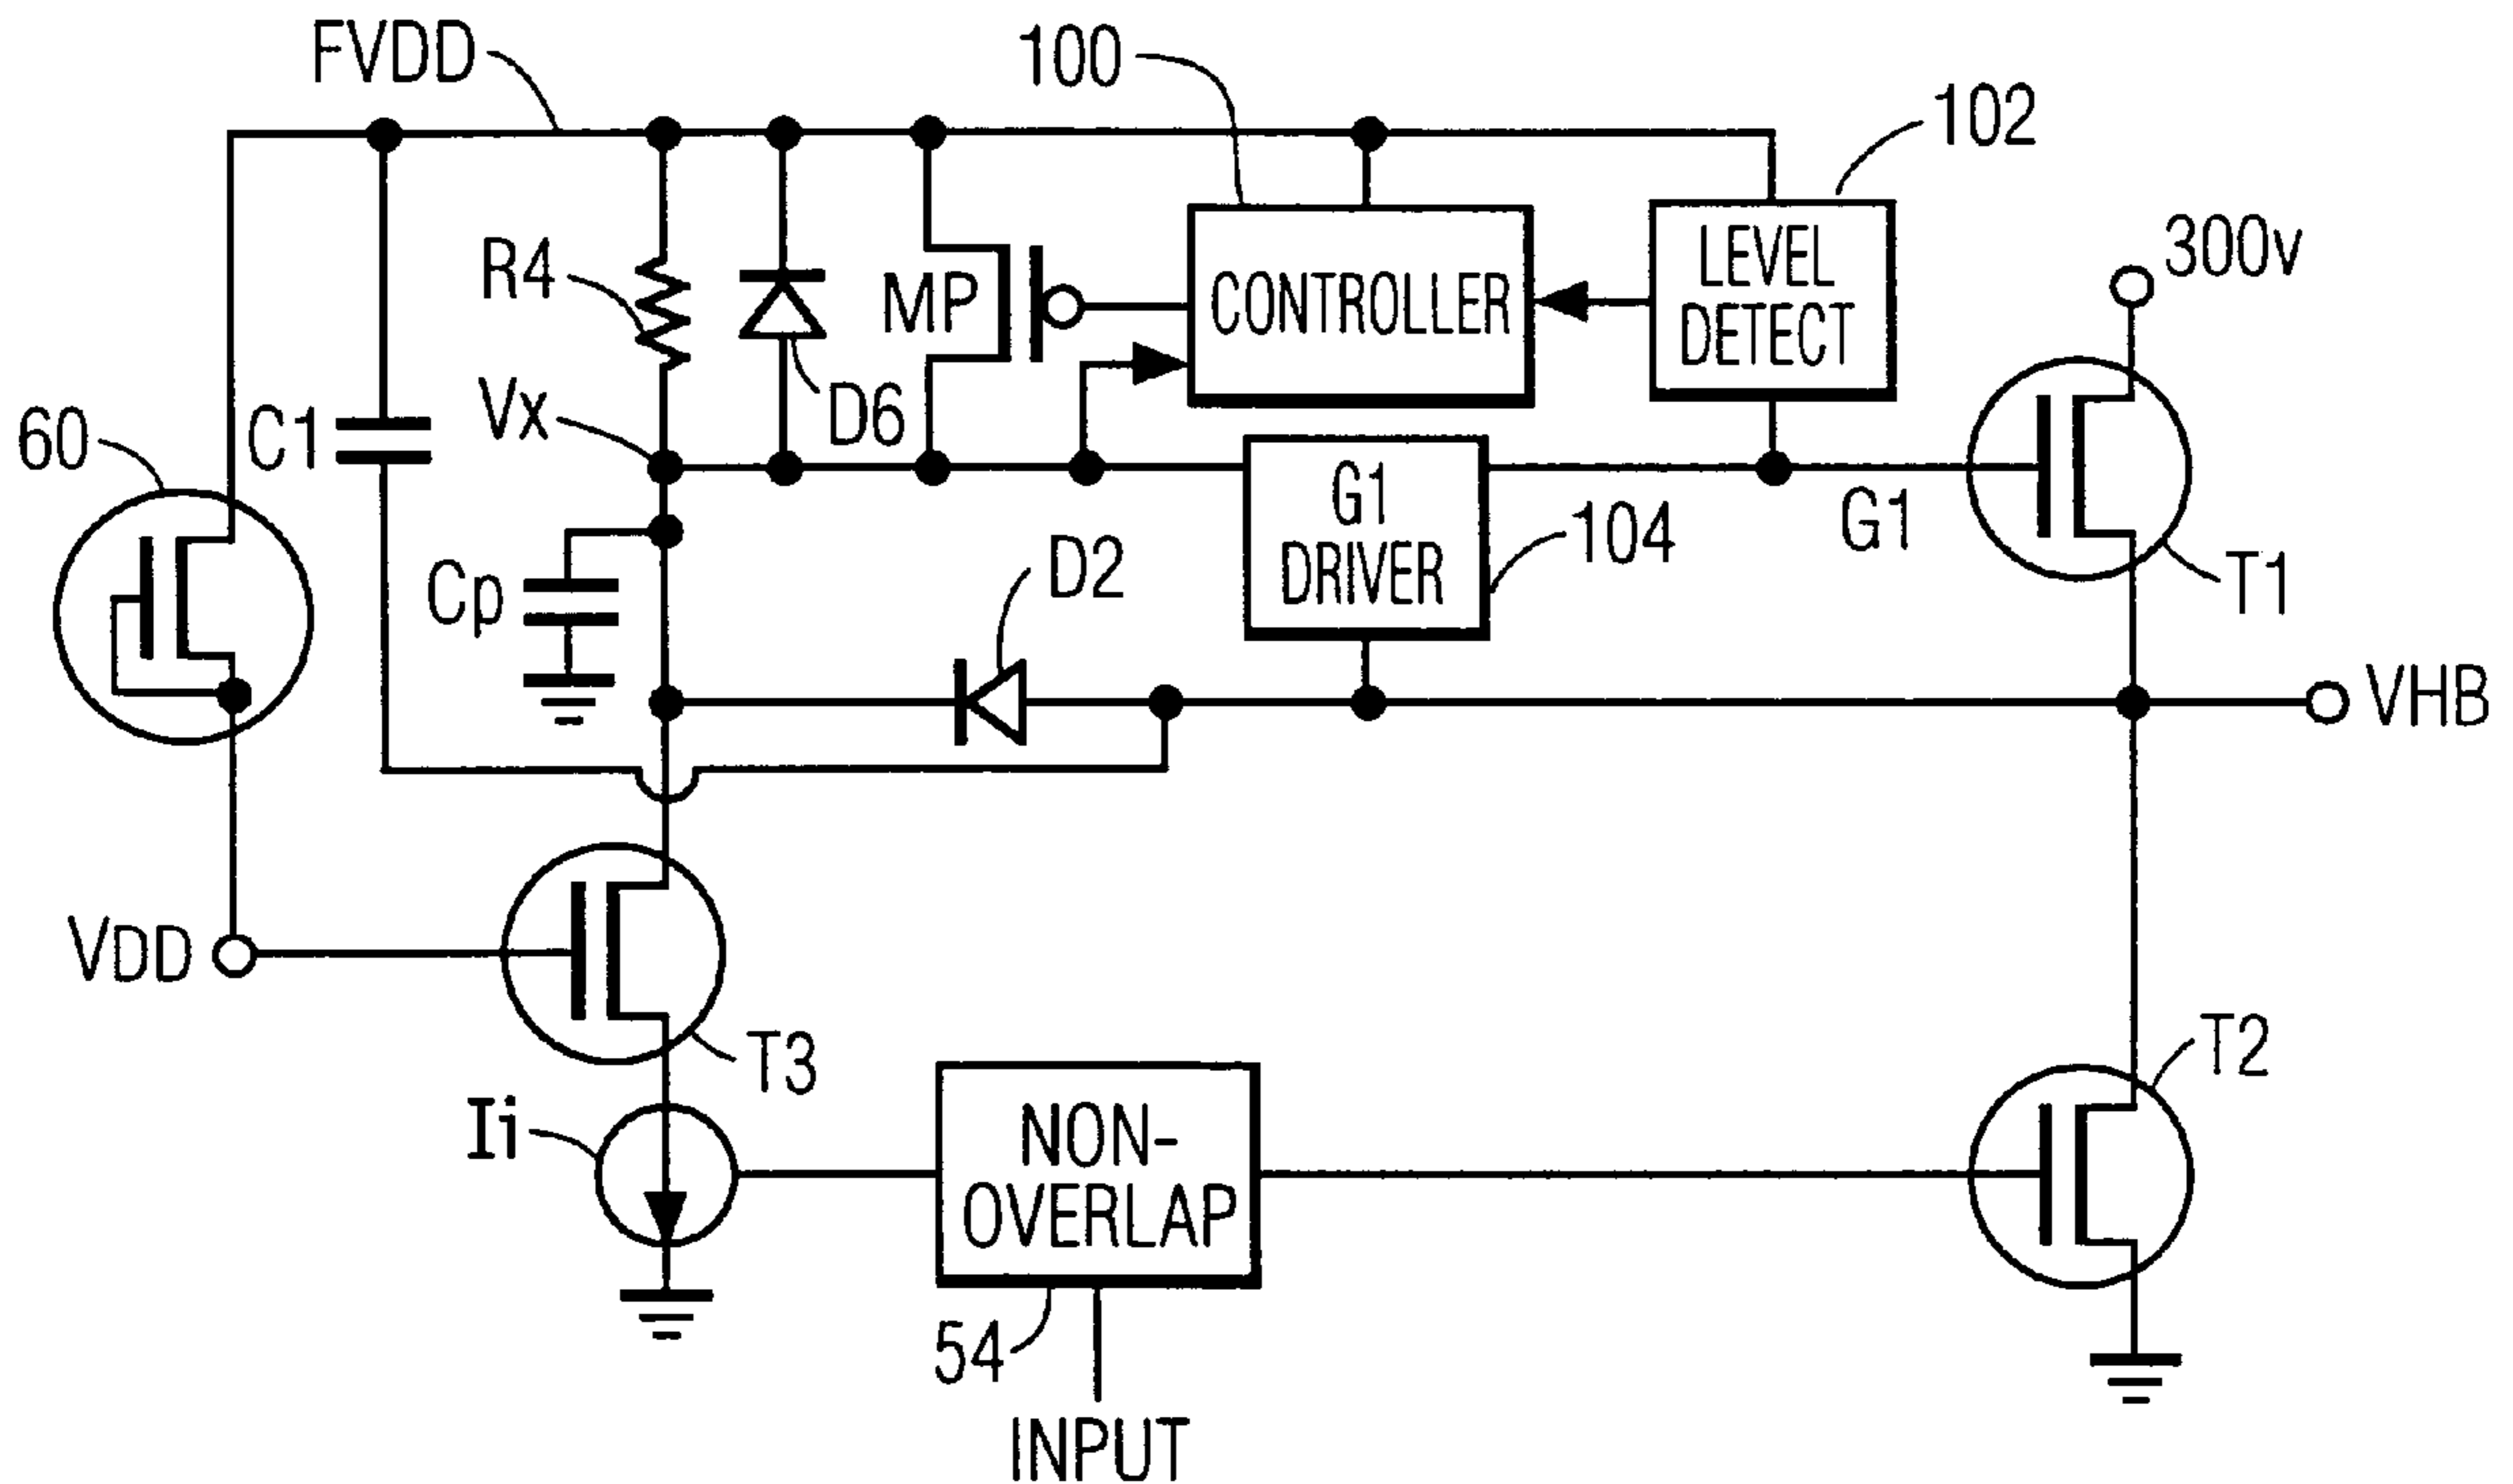 FVDD
100
102
300v
R4
MP
CONTROLLER
LEVEL
DETECT
Vx
D6
60
C1
G1
DRIVER
G1
104
D2
T1
Cp
VHB
VDD
T3
T2
Ii
NON-
OVERLAP
54
INPUT